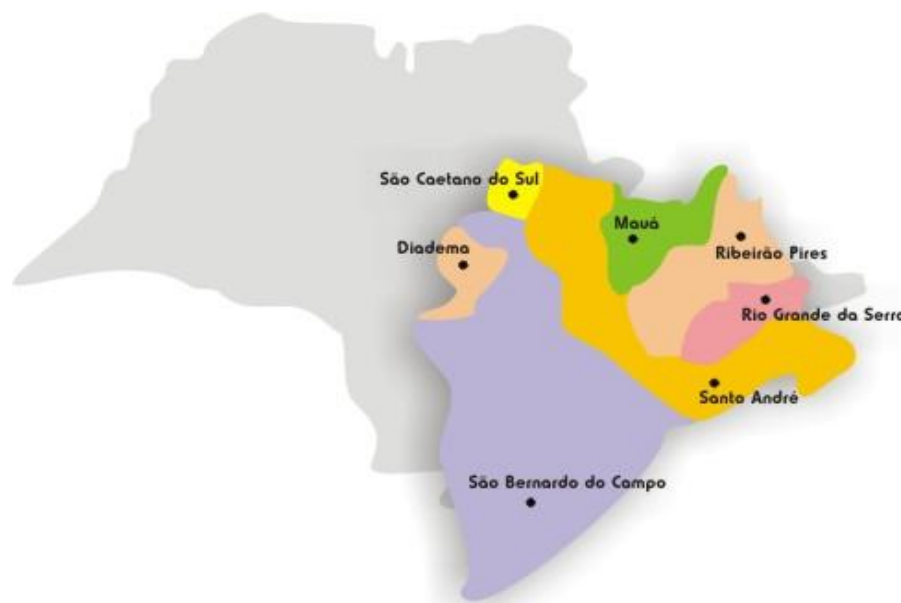 São Caetano do Sul
Mauá
Diadema
Ribeirão Pires
Rio Grande da Serra
Santo André
São Bernardo do Campo